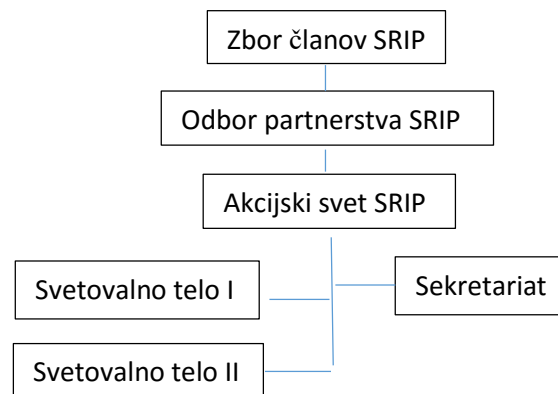 Zbor članov SRIP
Odbor partnerstva SRIP
Akcijski svet SRIP
Svetovalno telo I
Sekretariat
Svetovalno telo II